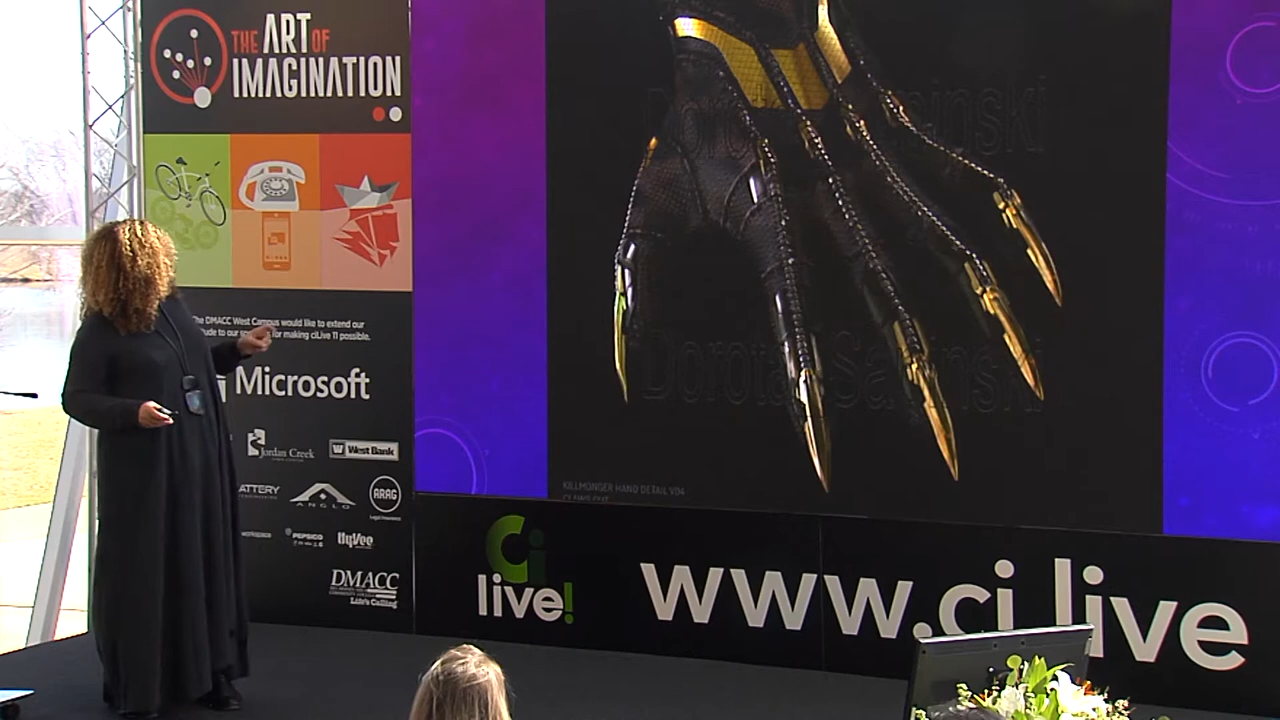 THE ART OF
IMAGINATION
The DMACC West Campus would like to extend our
for making ciLive 11 possible.
Microsoft
Jordan Creek
West Bank
ANGLO
ARAG
PEPSICO
HyVee
DMACC
Life's Calling
KILLMONGER HAND DETAIL V04
CLAWS OUT
Ci
live!
www.ci.live